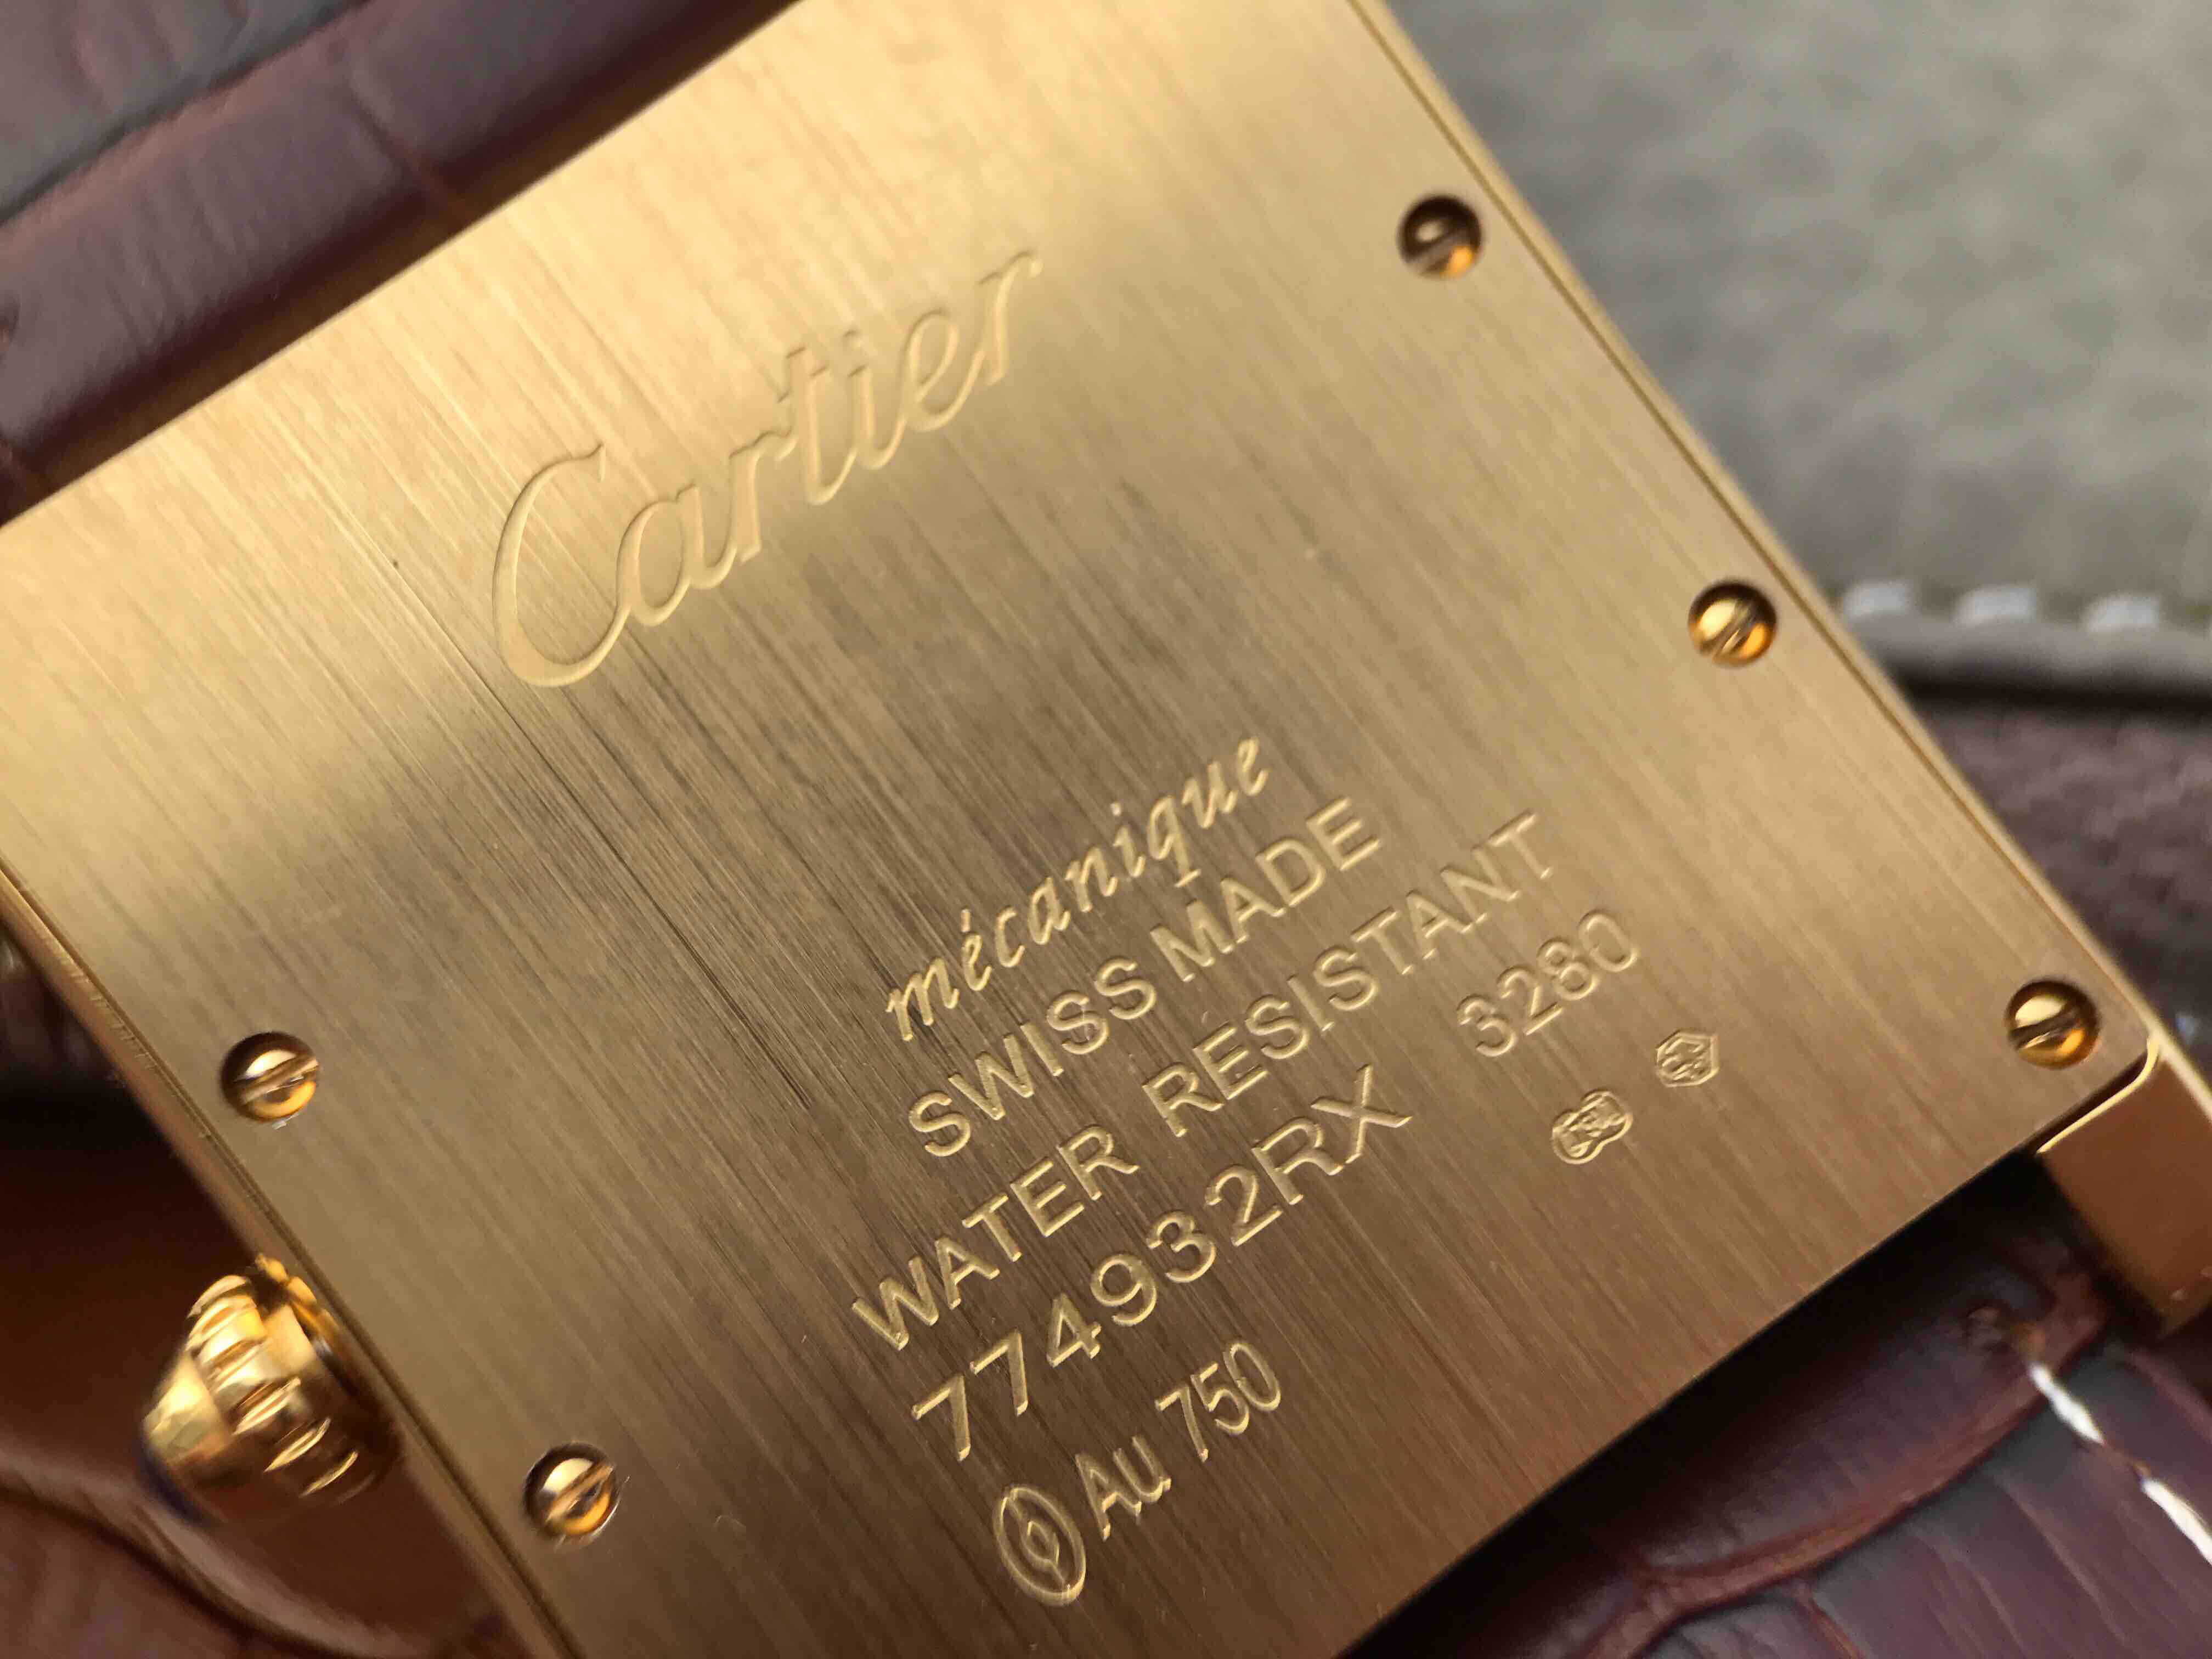 Cartier
mécanique
SWISS MADE
WATER RESISTANT
774932RX 3280
Au 750